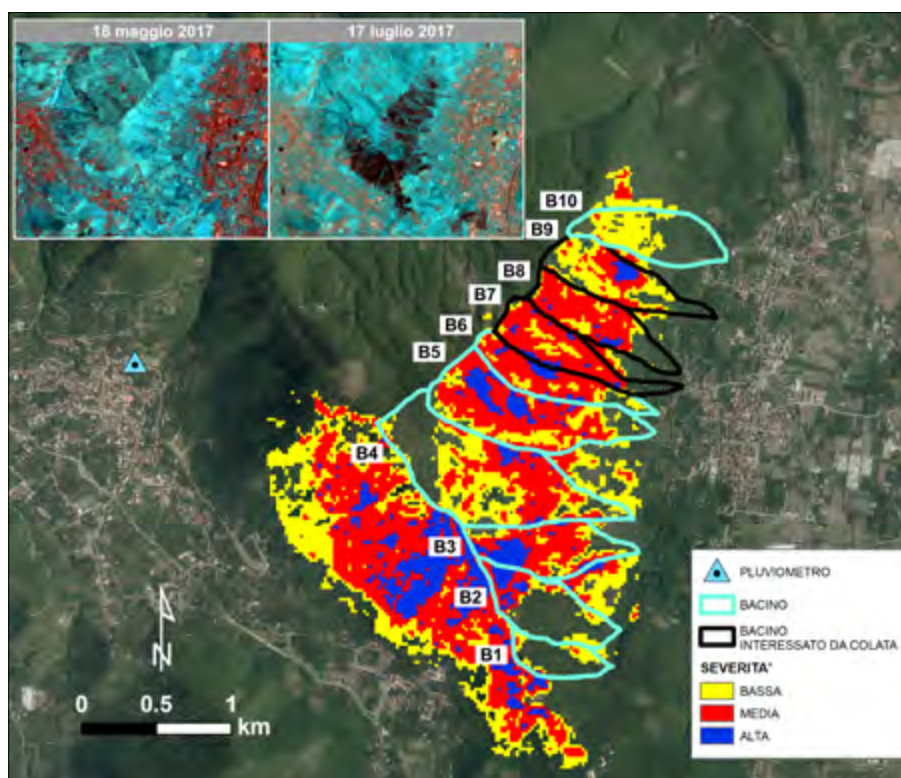 18 maggio 2017
17 luglio 2017
B10
B9
B8
B7
B6
B5
B4
B3
B2
B1
N
0 0.5 1
km
PLUVIOMETRO
BACINO
BACINO
INTERESSATO DA COLATA
SEVERITA'
BASSA
MEDIA
ALTA